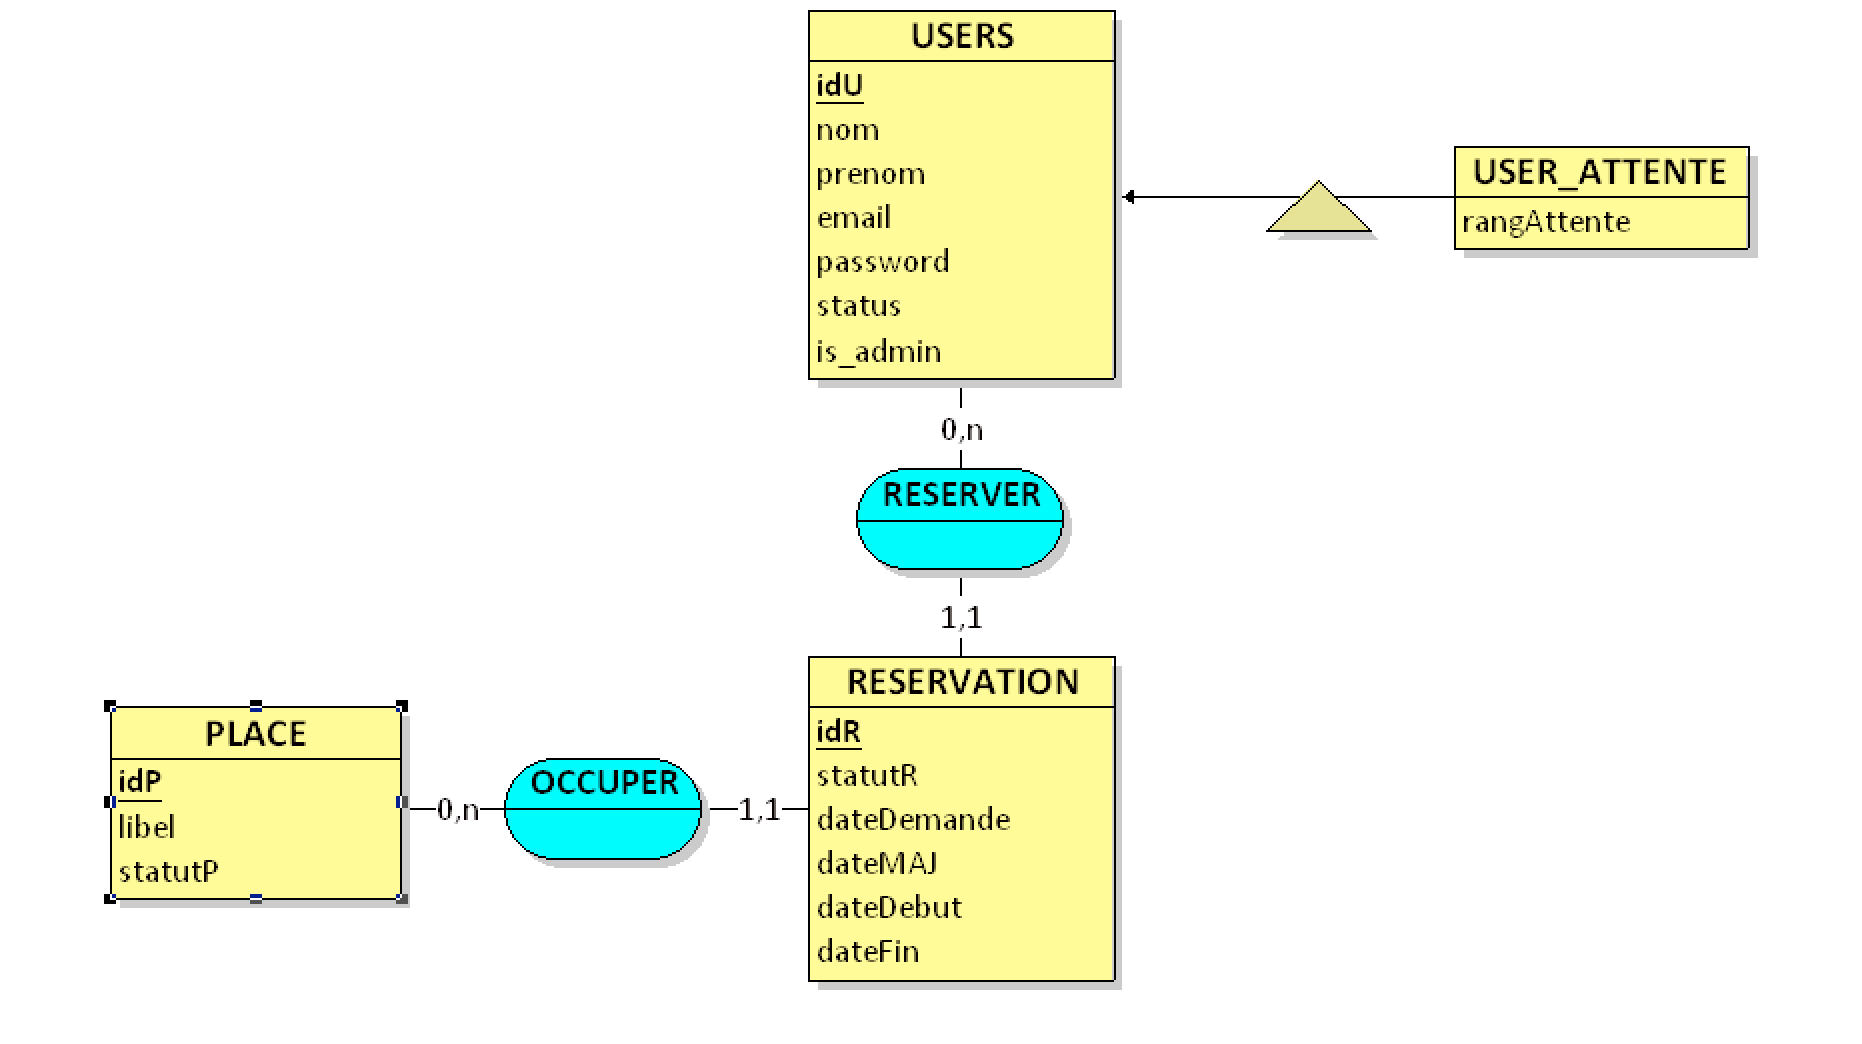 USERS
idU
nom
prenom
email
password
status
is_admin
USER_ATTENTE
rangAttente
0,n
RESERVER
1,1
RESERVATION
idR
statutR
dateDemande
dateMAJ
dateDebut
dateFin
PLACE
idP
libel
statutP
0,n
OCCUPER
1,1